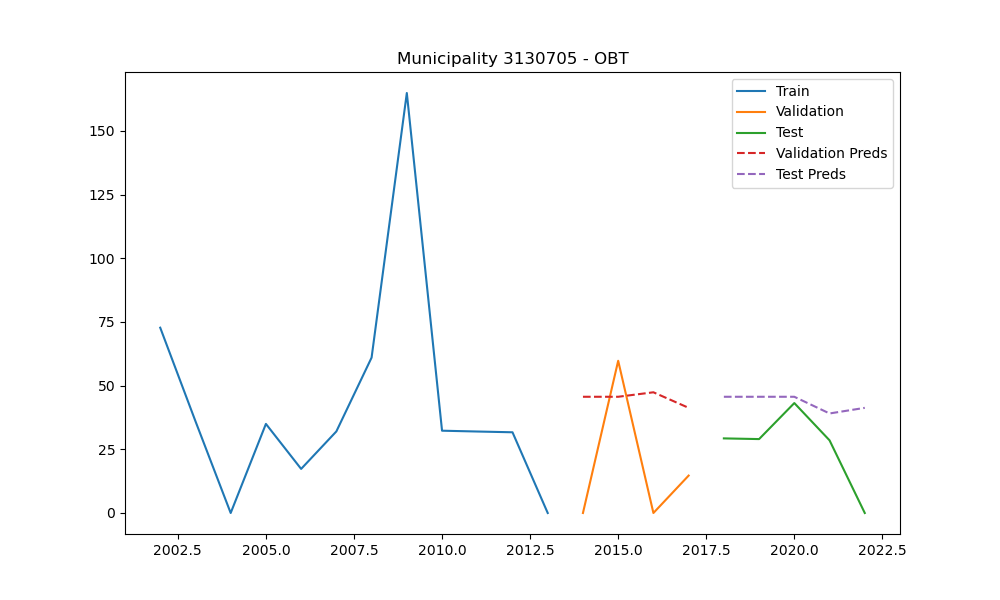 Municipality 3130705 - OBT
Train
Validation
Test
Validation Preds
Test Preds
150
125
100
75
50
25
0
2002.5 2005.0 2007.5 2010.0 2012.5 2015.0 2017.5 2020.0 2022.5